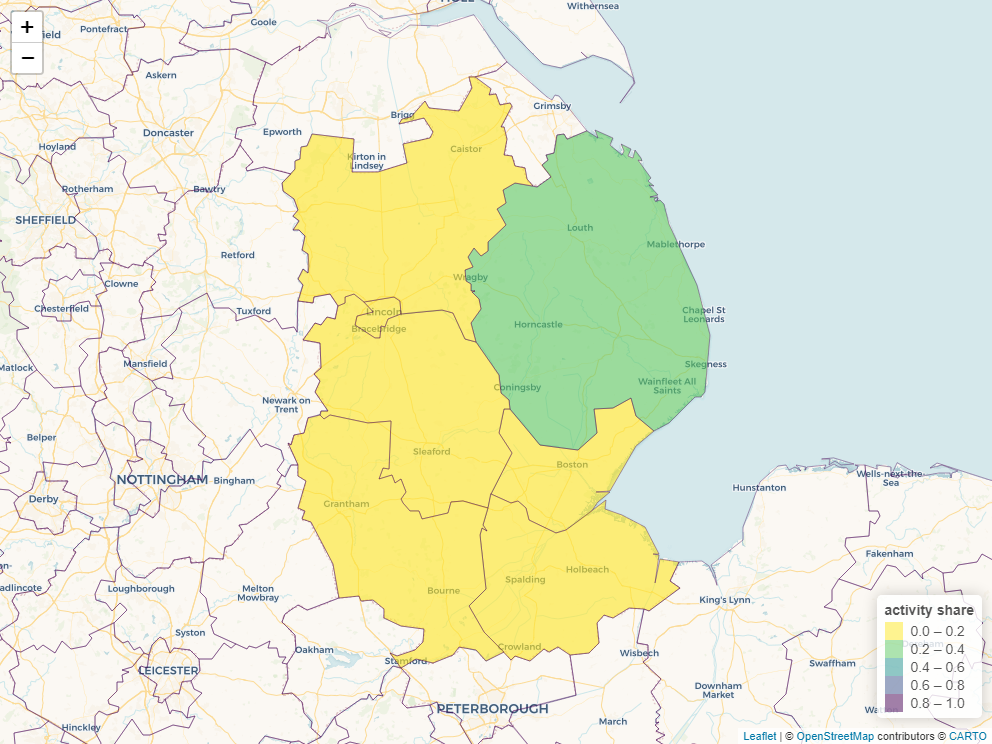 HULL
Withernsea
+
−
Goole
Pontefract
Askern
Grimsby
Brigg
Doncaster
Epworth
Hoyland
Kirton in
Lindsey
Caistor
Rotherham
Bawtry
SHEFFIELD
Louth
Mablethorpe
Retford
Wragby
Clowne
Chesterfield
Tuxford
Lincoln
Bracebridge
Horncastle
Chapel St
Leonards
Mansfield
Matlock
Skegness
Coningsby
Wainfleet All
Saints
Newark on
Trent
Belper
Sleaford
Boston
NOTTINGHAM
Bingham
Wells-next-the-
Sea
Hunstanton
Derby
Grantham
Fakenham
Holbeach
Spalding
Bourne
Loughborough
Melton
Mowbray
King's Lynn
Syston
Oakham
Crowland
Stamford
Wisbech
LEICESTER
Swaffham
Downham
Market
PETERBOROUGH
March
Hinckley
activity share
0.0 – 0.2
0.2 – 0.4
0.4 – 0.6
0.6 – 0.8
0.8 – 1.0
Leaflet | © OpenStreetMap contributors © CARTO